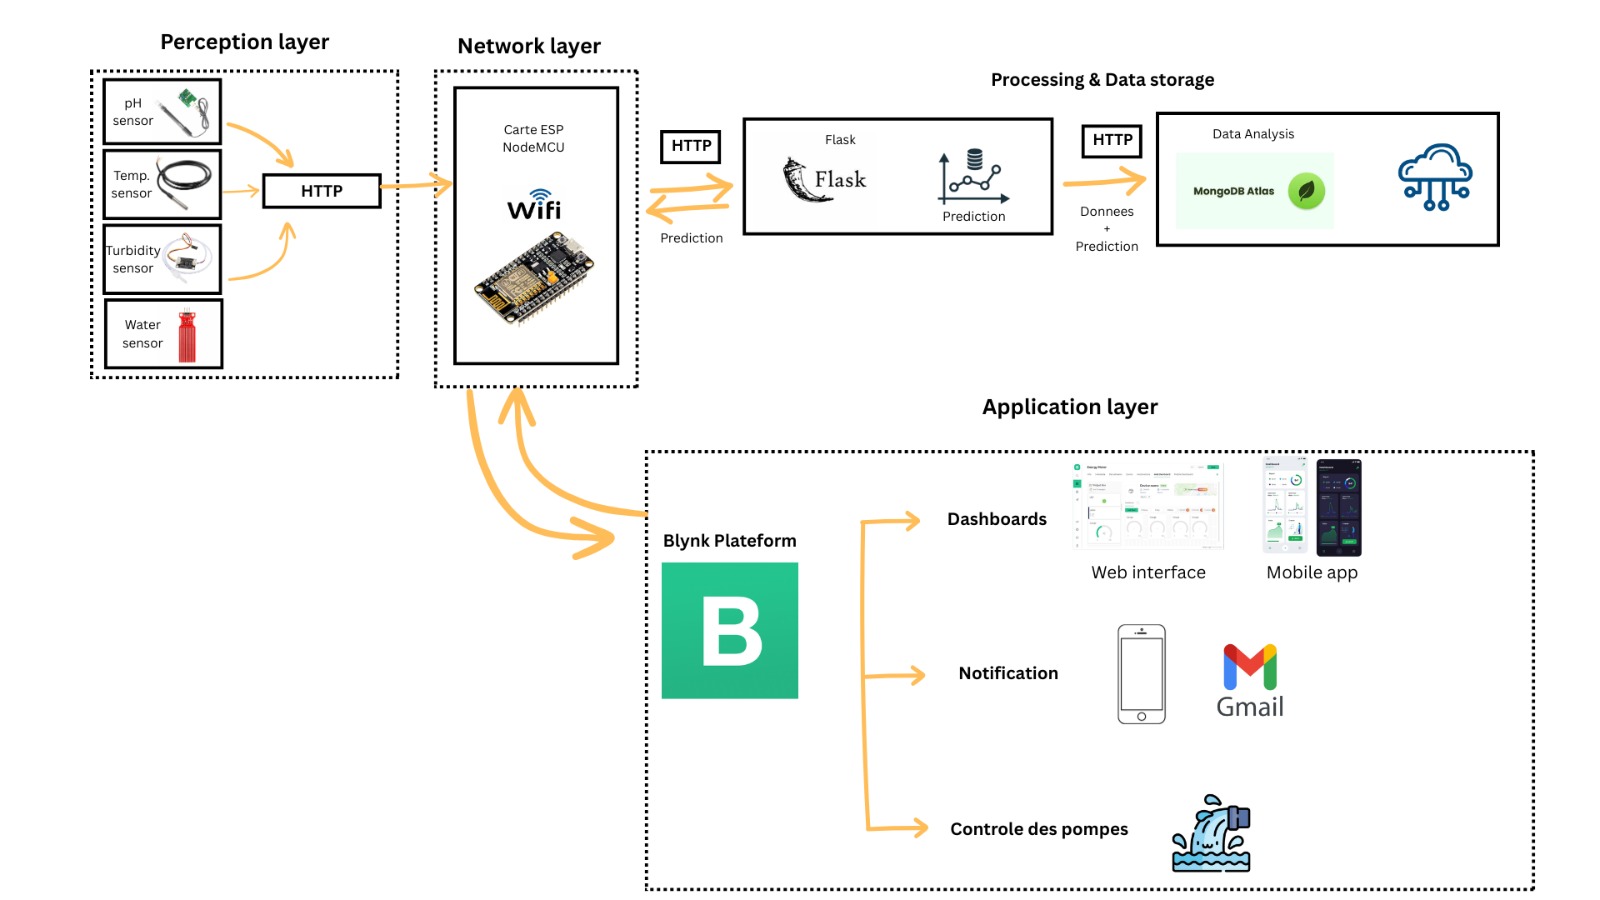 Perception layer
Network layer
Processing & Data storage
pH
sensor
Temp.
sensor
Turbidity
sensor
Water
sensor
HTTP
Carte ESP
NodeMCU
Wifi
HTTP
Prediction
Flask
Flask
Prediction
HTTP
Donnees
+
Prediction
Data Analysis
MongoDB Atlas
Application layer
Blynk Plateform
B
Dashboards
Web interface
Mobile app
Notification
Gmail
Controle des pompes